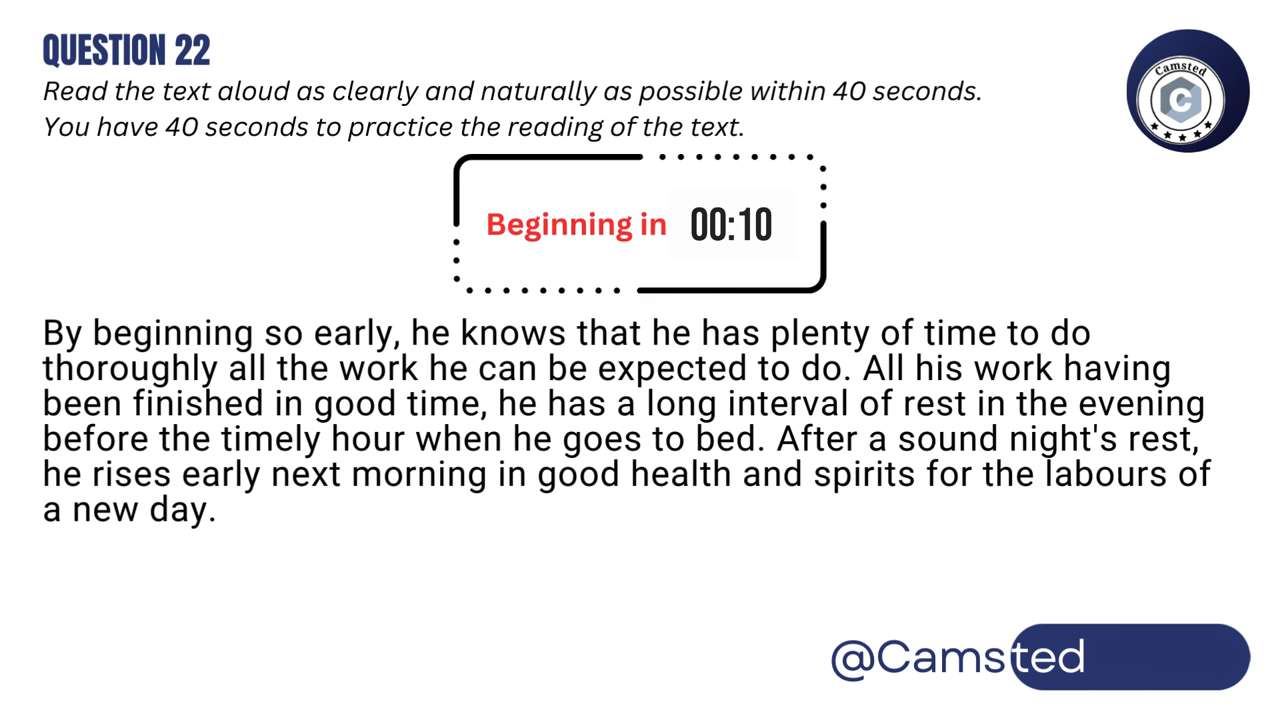 QUESTION 22
Read the text aloud as clearly and naturally as possible within 40 seconds.
You have 40 seconds to practice the reading of the text.
Camsted
C
Beginning in 00:10
By beginning so early, he knows that he has plenty of time to do
thoroughly all the work he can be expected to do. All his work having
been finished in good time, he has a long interval of rest in the evening
before the timely hour when he goes to bed. After a sound night's rest,
he rises early next morning in good health and spirits for the labours of
a new day.
@Camsted